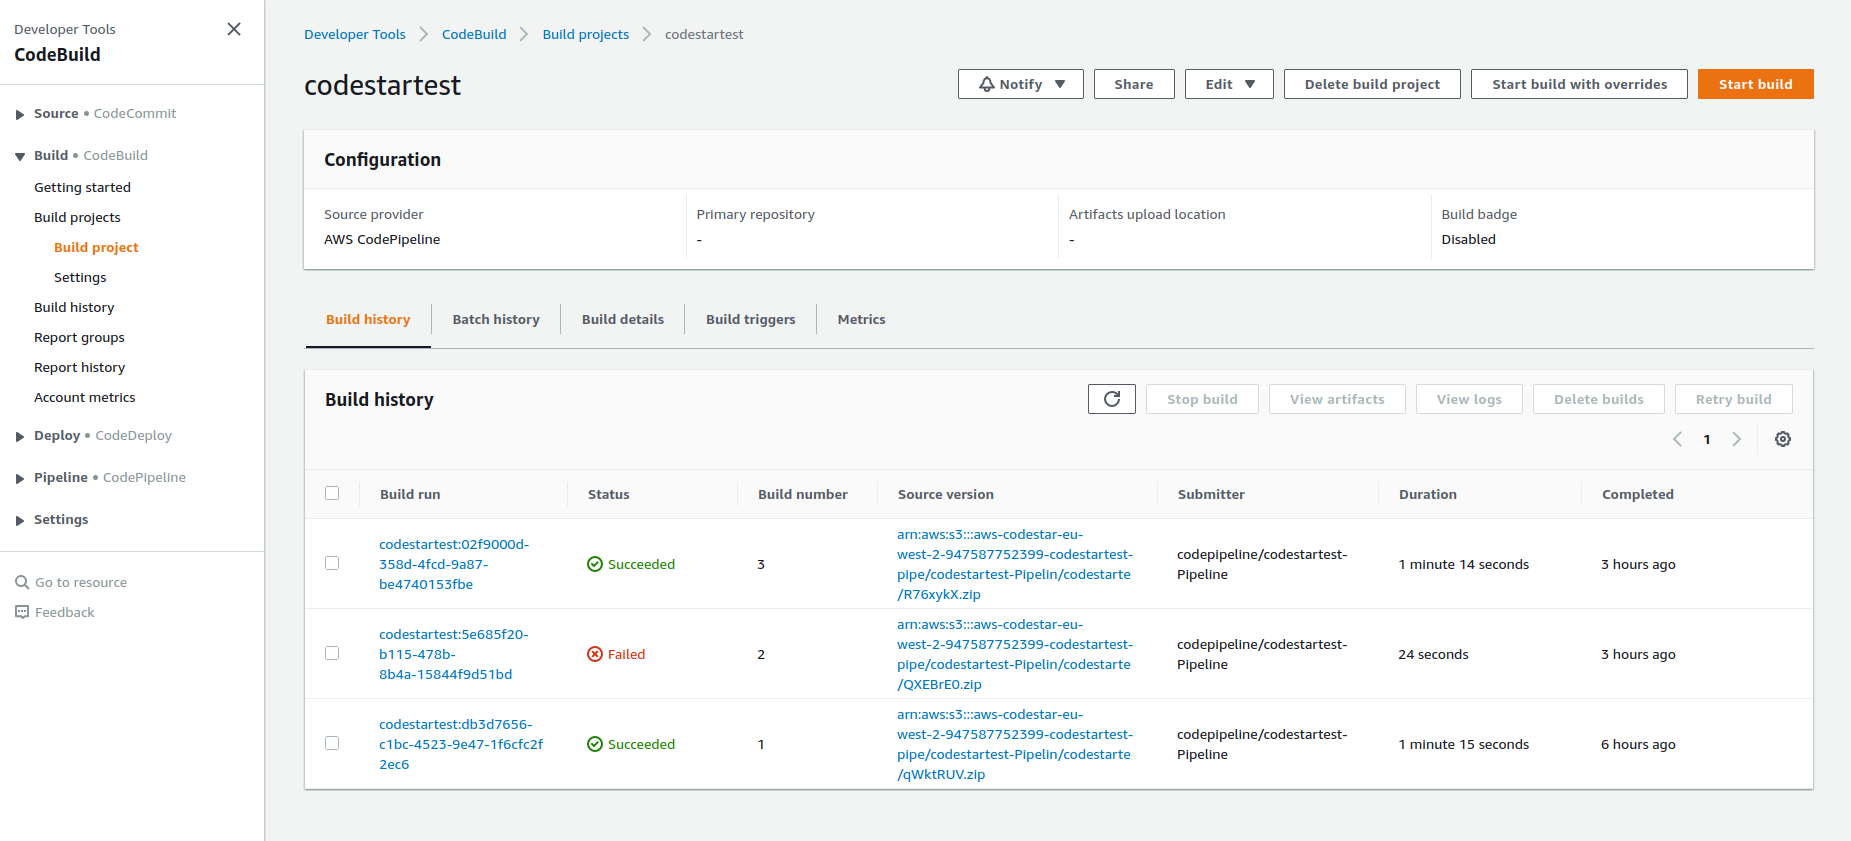 Developer Tools
CodeBuild
Source • CodeCommit
Build • CodeBuild
Getting started
Build projects
Build project
Settings
Build history
Report groups
Report history
Account metrics
Deploy • CodeDeploy
Pipeline • CodePipeline
Settings
Go to resource
Feedback
Developer Tools CodeBuild Build projects codestartest
codestartest
Notify Share Edit Delete build project Start build with overrides Start build
Configuration
Source provider Primary repository Artifacts upload location Build badge
AWS CodePipeline - - Disabled
Build history Batch history Build details Build triggers Metrics
Build history
Stop build View artifacts View logs Delete builds Retry build
1
Build run Status Build number Source version Submitter Duration Completed
codestartest:02f9000d-
358d-4fcd-9a87-
be4740153fbe
Succeeded
3
arn:aws:s3:::aws-codestar-eu-
west-2-947587752399-codestartest-
pipe/codestartest-Pipelin/codestarte
/R76xykX.zip
codepipeline/codestartest-
Pipeline
1 minute 14 seconds
3 hours ago
codestartest:5e685f20-
b115-478b-
8b4a-15844f9d51bd
Failed
2
arn:aws:s3:::aws-codestar-eu-
west-2-947587752399-codestartest-
pipe/codestartest-Pipelin/codestarte
/QXEBrE0.zip
codepipeline/codestartest-
Pipeline
24 seconds
3 hours ago
codestartest:db3d7656-
c1bc-4523-9e47-1f6cfc2f
2ec6
Succeeded
1
arn:aws:s3:::aws-codestar-eu-
west-2-947587752399-codestartest-
pipe/codestartest-Pipelin/codestarte
/qWktRUV.zip
codepipeline/codestartest-
Pipeline
1 minute 15 seconds
6 hours ago